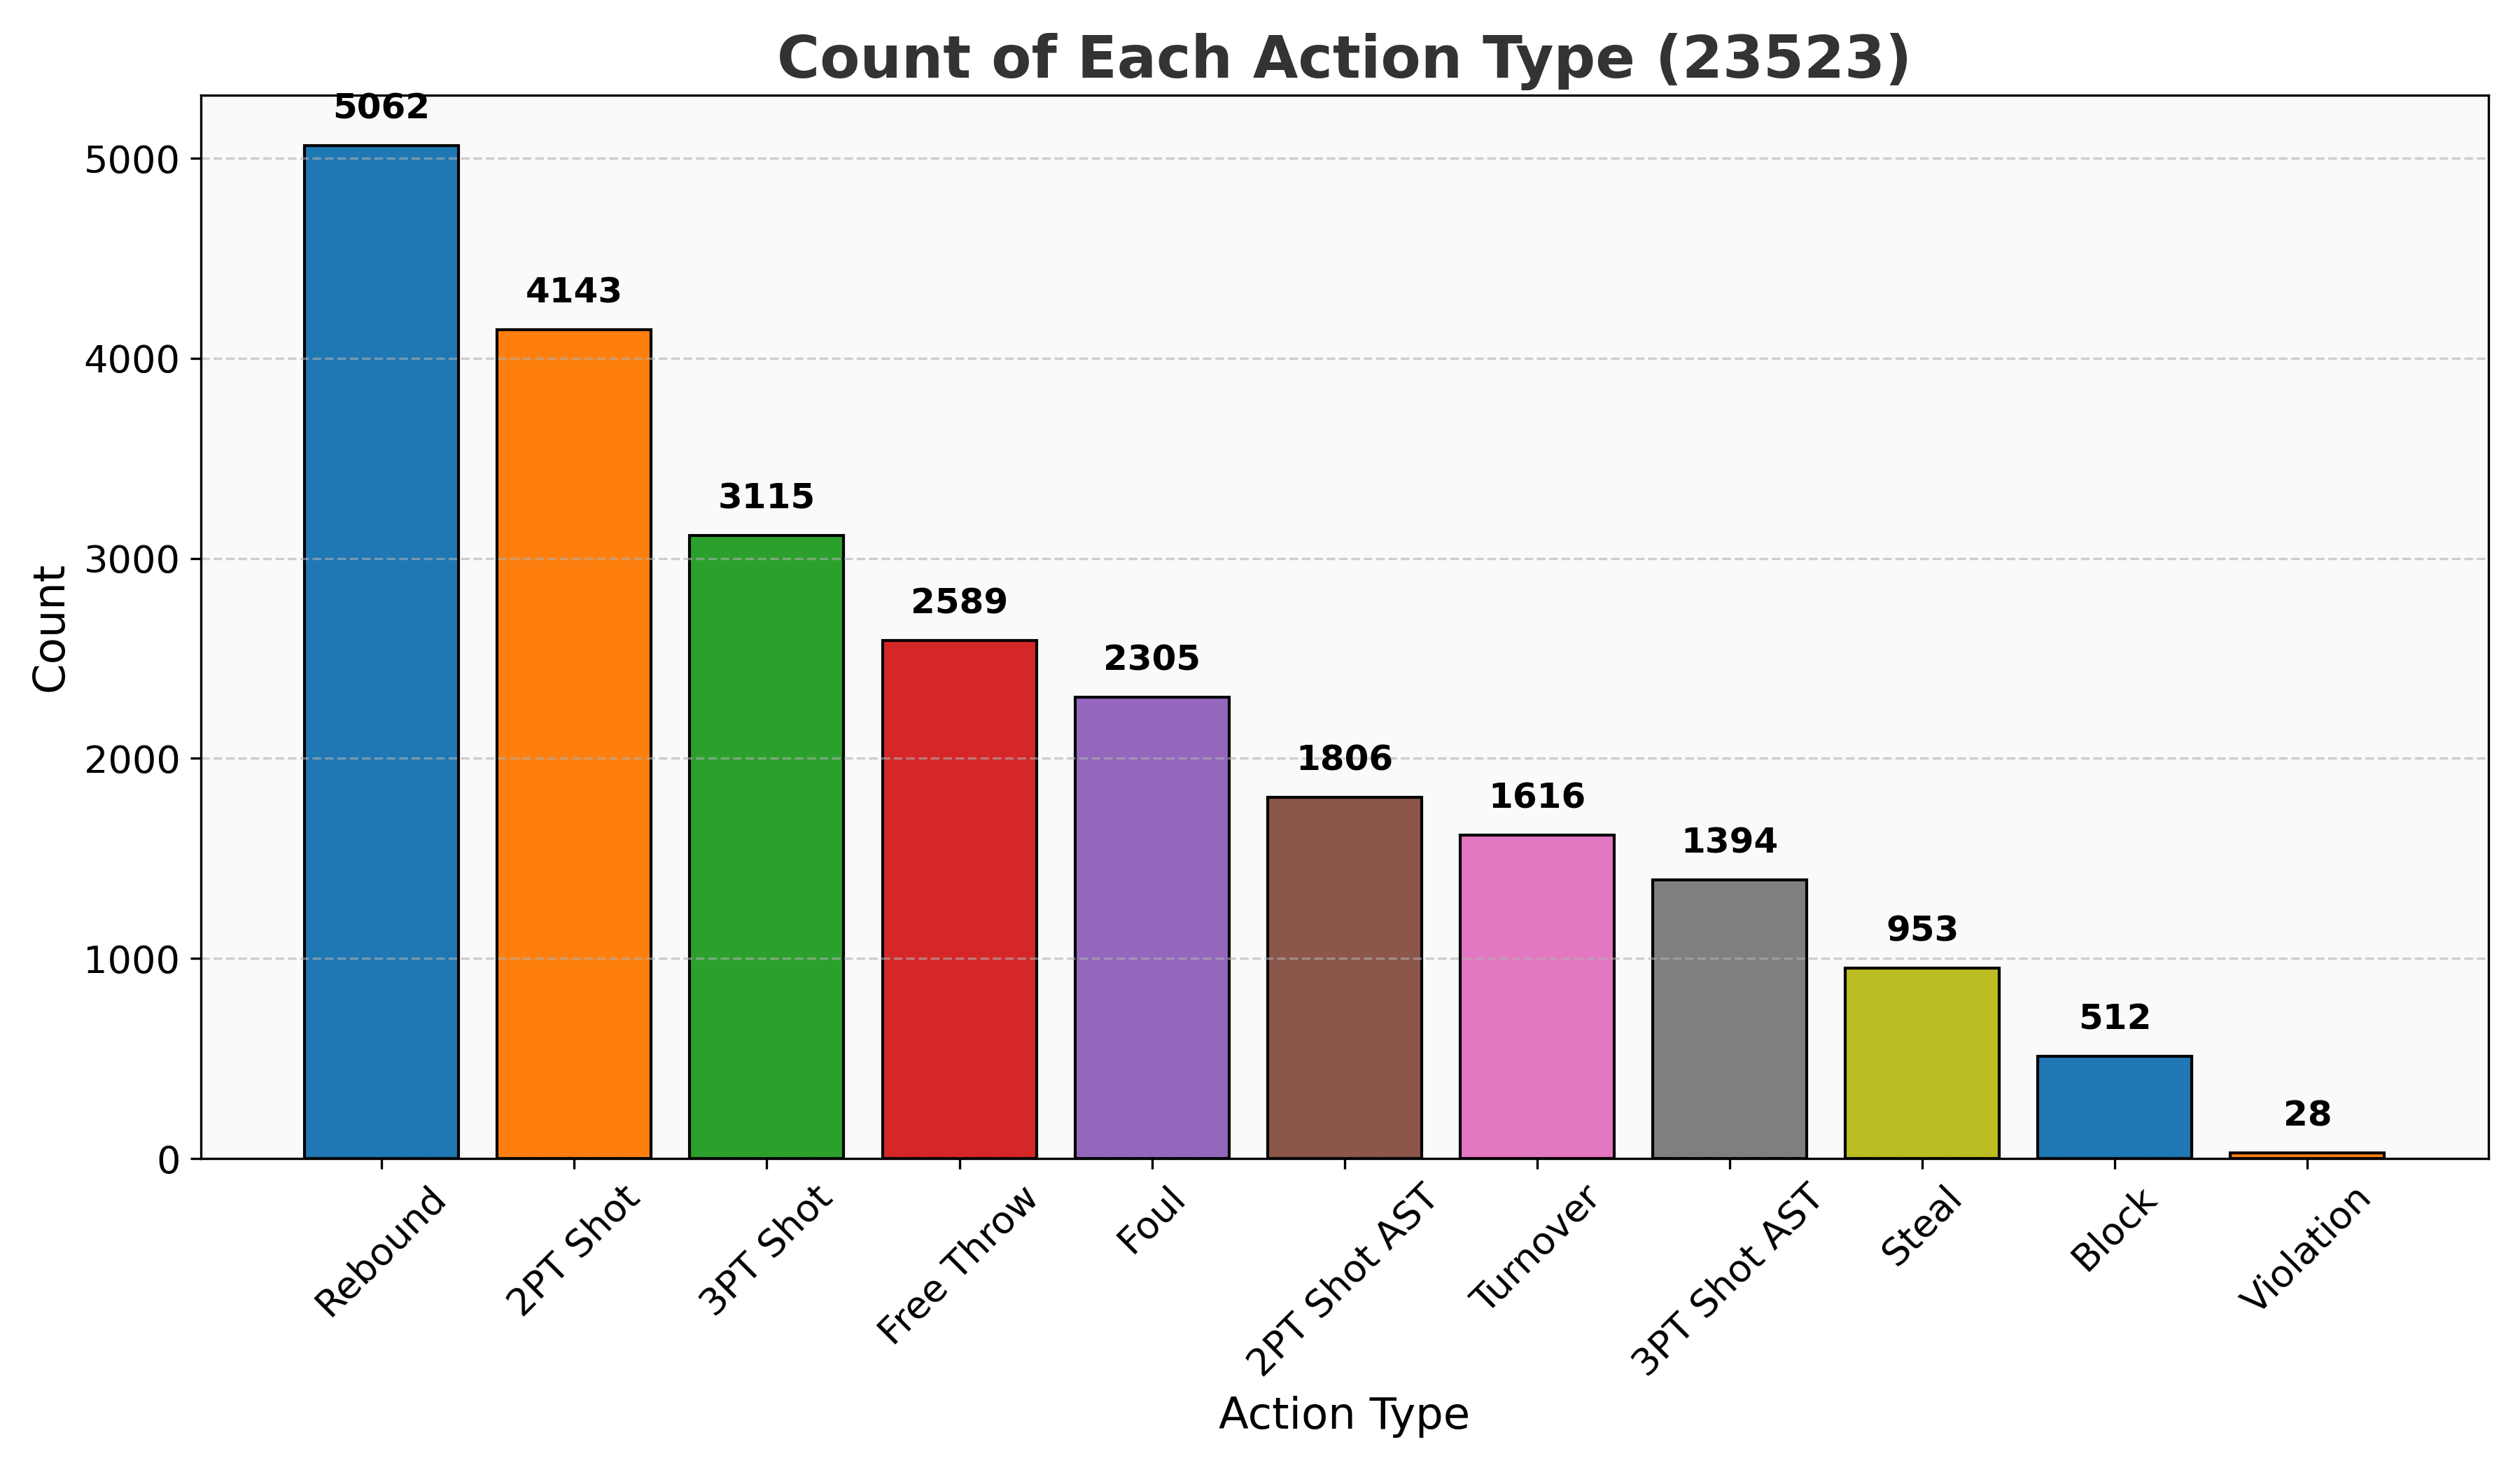 Count of Each Action Type (23523)
5062
4143
3115
2589
2305
1806
1616
1394
953
512
28
5000
4000
3000
2000
1000
0
Count
Rebound
2PT Shot
3PT Shot
Free Throw
Foul
2PT Shot AST
Turnover
3PT Shot AST
Steal
Block
Violation
Action Type